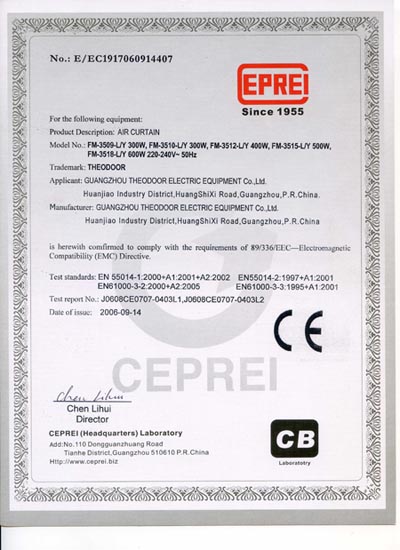 No.: E/EC1917060914407
CEPREI
Since 1955
For the following equipment:
Product Description: AIR CURTAIN
Model No.: FM-3509-L/Y 300W, FM-3510-L/Y 300W, FM-3512-L/Y 400W, FM-3515-L/Y 500W,
FM-3518-L/Y 600W 220-240V~ 50Hz
Trademark: THEODOOR
Applicant: GUANGZHOU THEODOOR ELECTRIC EQUIPMENT Co.,Ltd.
Huanjiao Industry District,HuangShiXi Road,Guangzhou,P.R.China.
Manufacturer: GUANGZHOU THEODOOR ELECTRIC EQUIPMENT Co.,Ltd.
Huanjiao Industry District,HuangShiXi Road,Guangzhou,P.R.China
is herewith comfirmed to comply with the requirements of 89/336/EEC—Electromagnetic
Compatibility (EMC) Directive.
Test standards: EN 55014-1:2000+A1:2001+A2:2002 EN55014-2:1997+A1:2001
EN61000-3-2:2000+A2:2005 EN61000-3-3:1995+A1:2001
Test report No.: J0608CE0707-0403L1,J0608CE0707-0403L2
Date of issue: 2006-09-14
CE
CEPREI
Chen Lihui
Chen Lihui
Director
CEPREI (Headquarters) Laboratory
Add:No.110 Dongguanzhuang Road
Tianhe District,Guangzhou 510610 P.R.China
Http://www.ceprei.biz
CB
Laboratotry